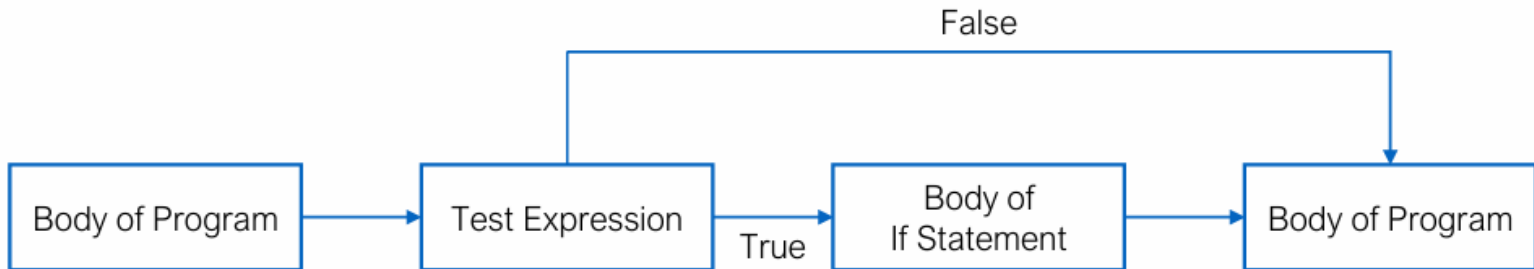 False
Body of Program
Test Expression
True
Body of
If Statement
Body of Program